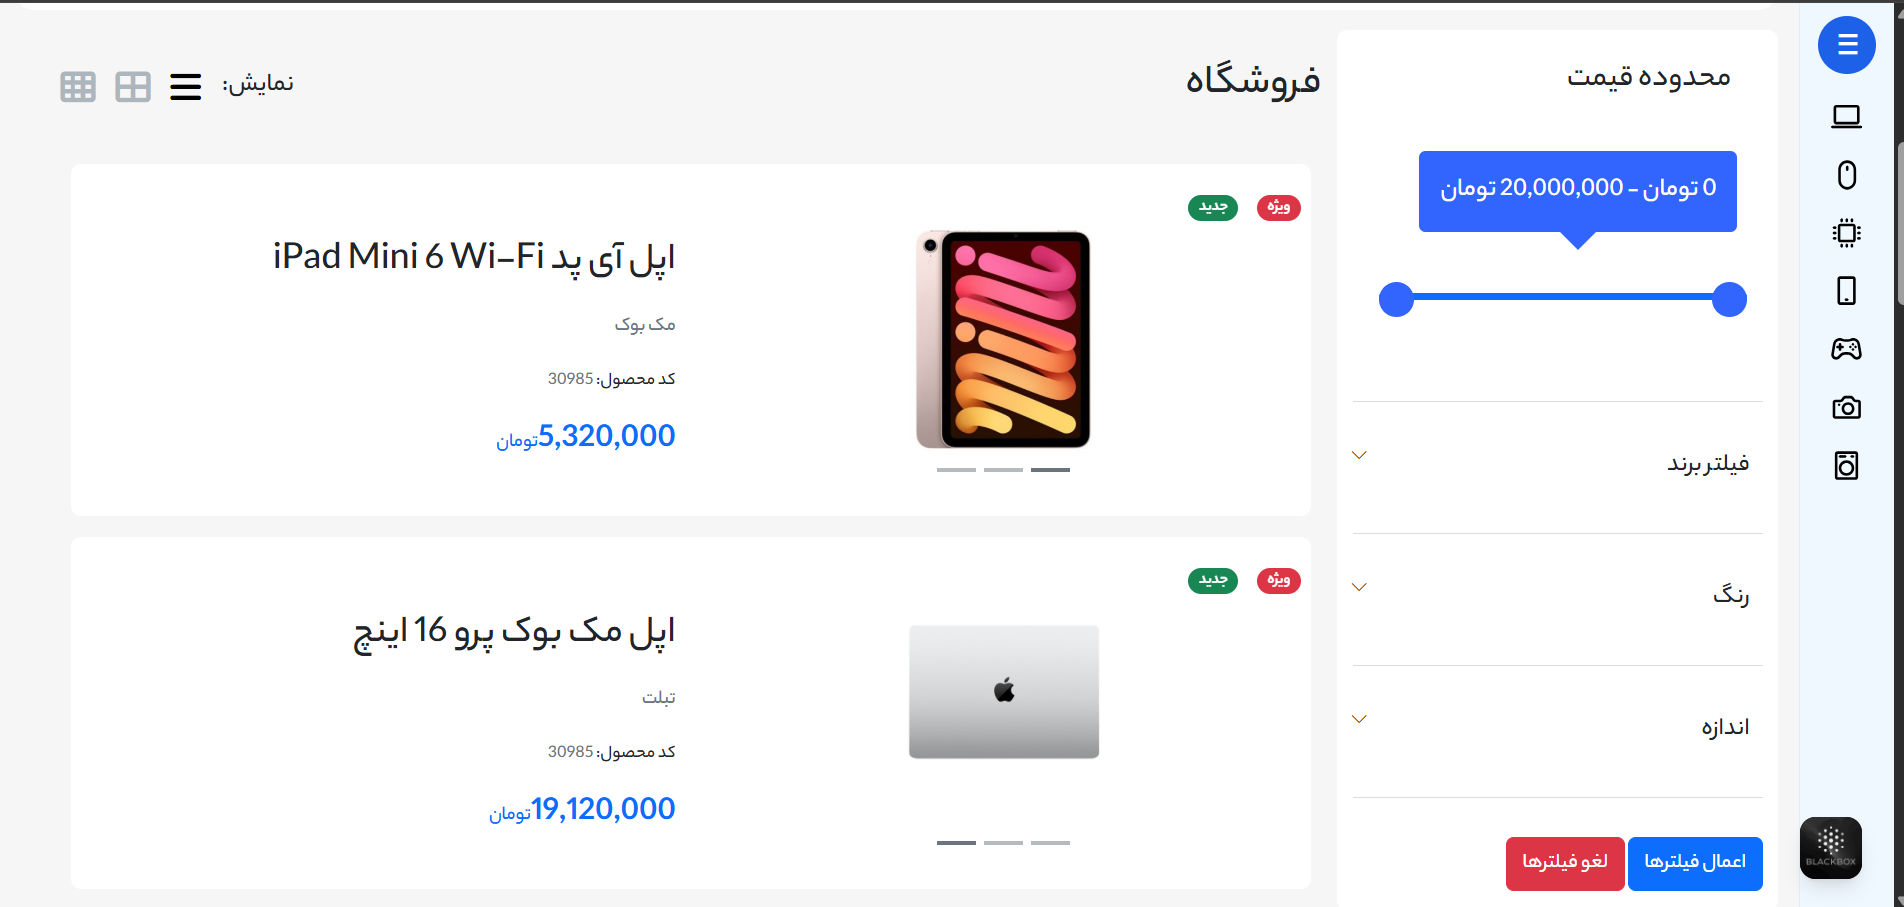 محدوده قیمت
0 تومان - 20,000,000 تومان
فیلتر برند
رنگ
اندازه
اعمال فیلترها
لغو فیلترها
فروشگاه
نمایش:
ویژه
جدید
اپل آی پد iPad Mini 6 Wi-Fi
مک بوک
کد محصول: 30985
5,320,000تومان
ویژه
جدید
اپل مک بوک پرو 16 اینچ
تبلت
کد محصول: 30985
19,120,000تومان
BLACKBOX